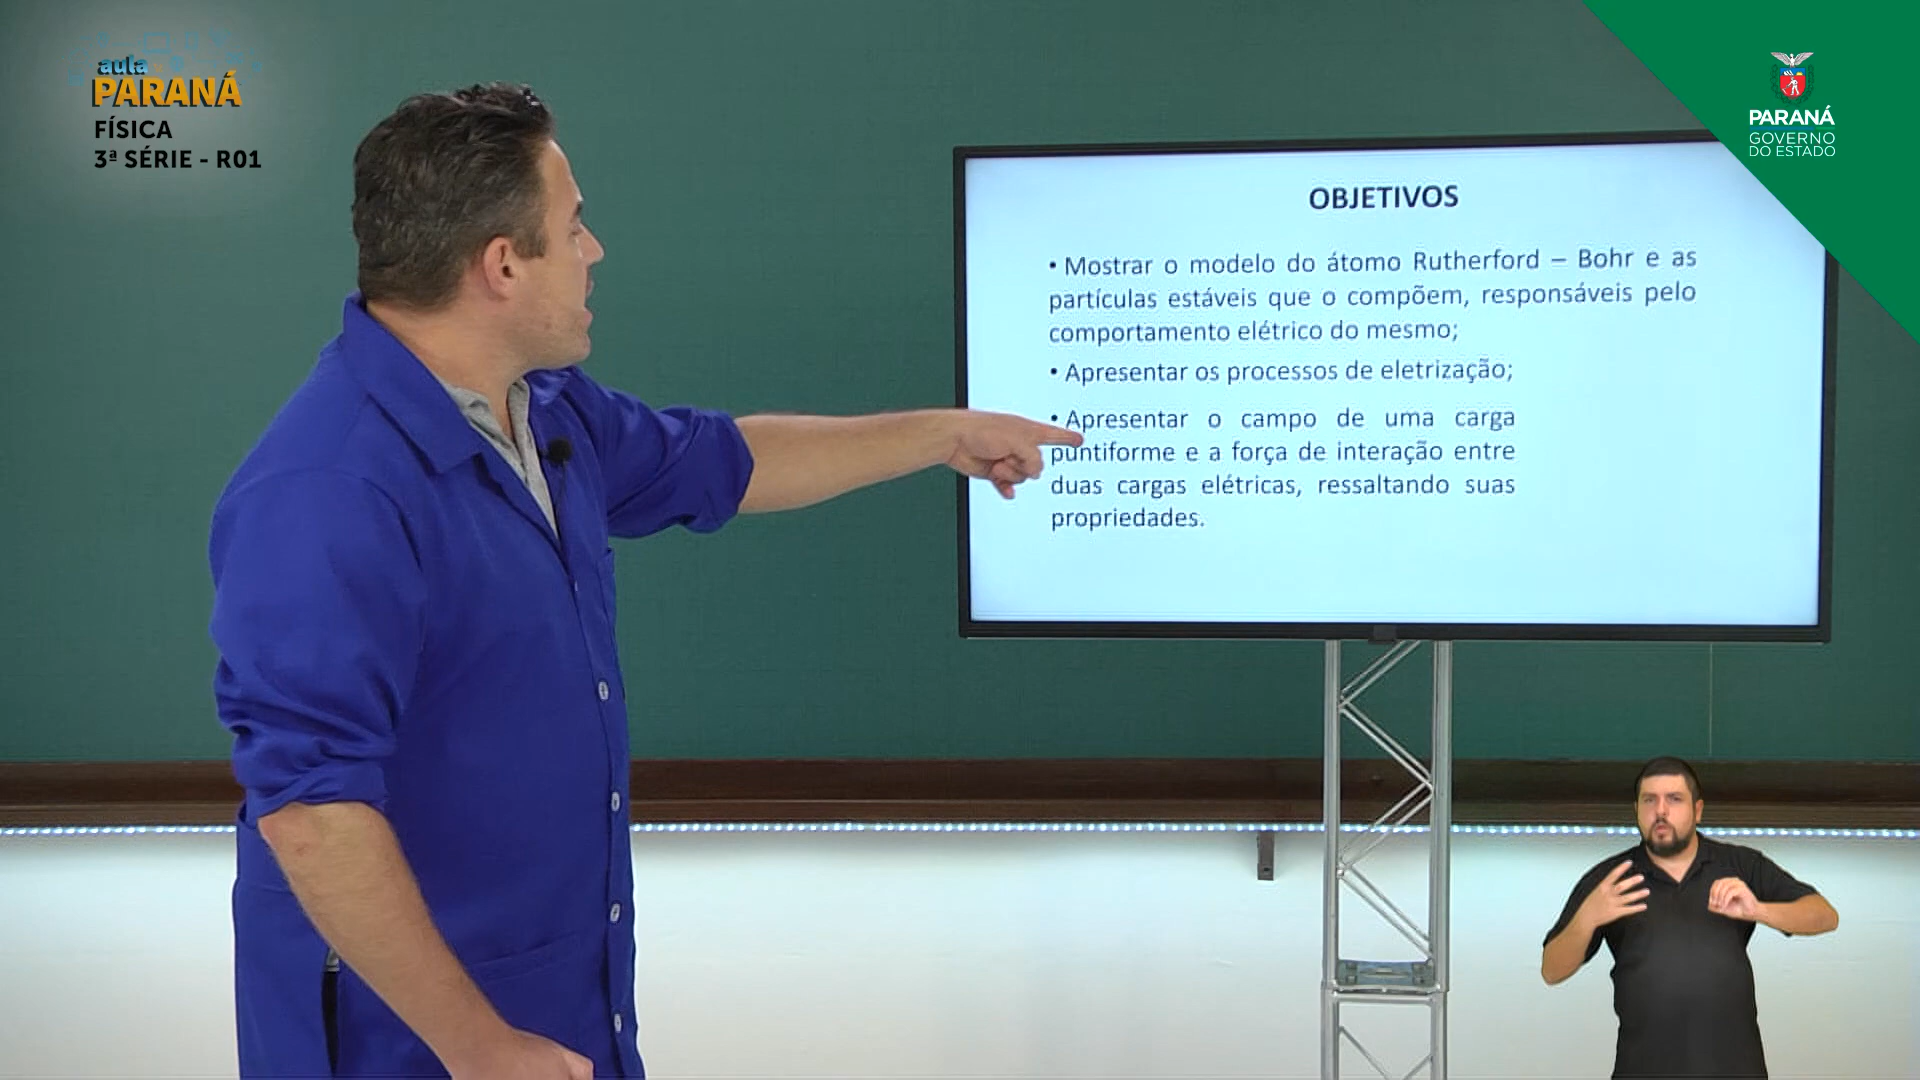 aula
PARANÁ
FÍSICA
3ª SÉRIE - R01
PARANÁ
GOVERNO
DO ESTADO
OBJETIVOS
• Mostrar o modelo do átomo Rutherford – Bohr e as
partículas estáveis que o compõem, responsáveis pelo
comportamento elétrico do mesmo;
• Apresentar os processos de eletrização;
• Apresentar o campo de uma carga
puntiforme e a força de interação entre
duas cargas elétricas, ressaltando suas
propriedades.